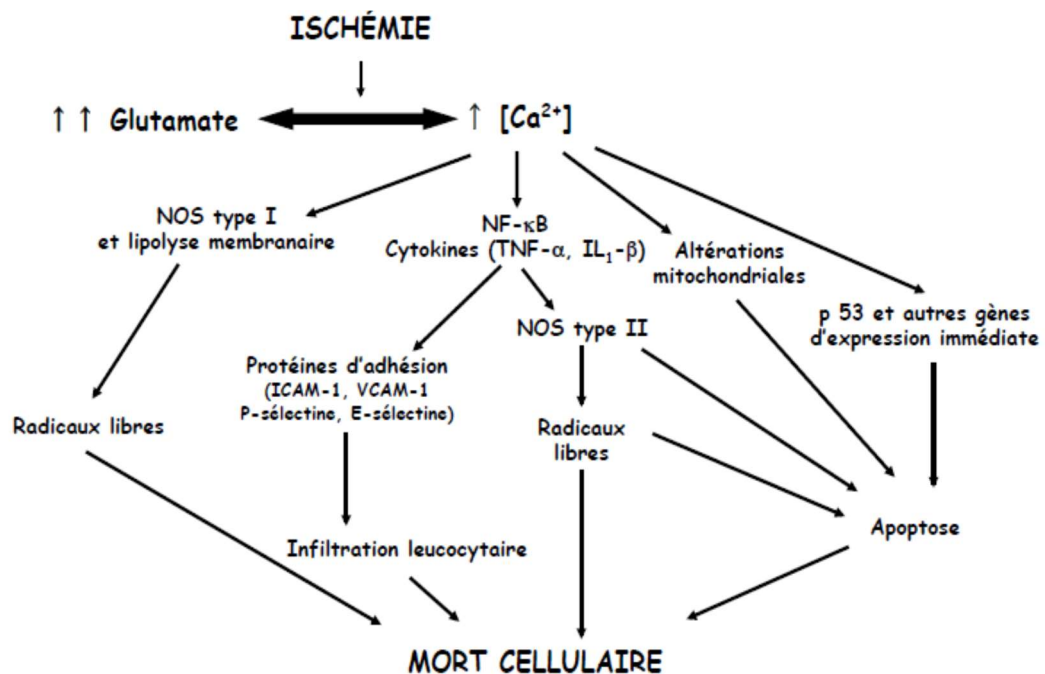 ISCHÉMIE
↑ ↑ Glutamate
↑ [Ca²⁺]
NOS type I
et lipolyse membranaire
NF-κB
Cytokines (TNF-α, IL₁-β)
Altérations
mitochondriales
p 53 et autres gènes
d'expression immédiate
NOS type II
Protéines d'adhésion
(ICAM-1, VCAM-1
P-sélectine, E-sélectine)
Radicaux libres
Radicaux
libres
Apoptose
Infiltration leucocytaire
MORT CELLULAIRE